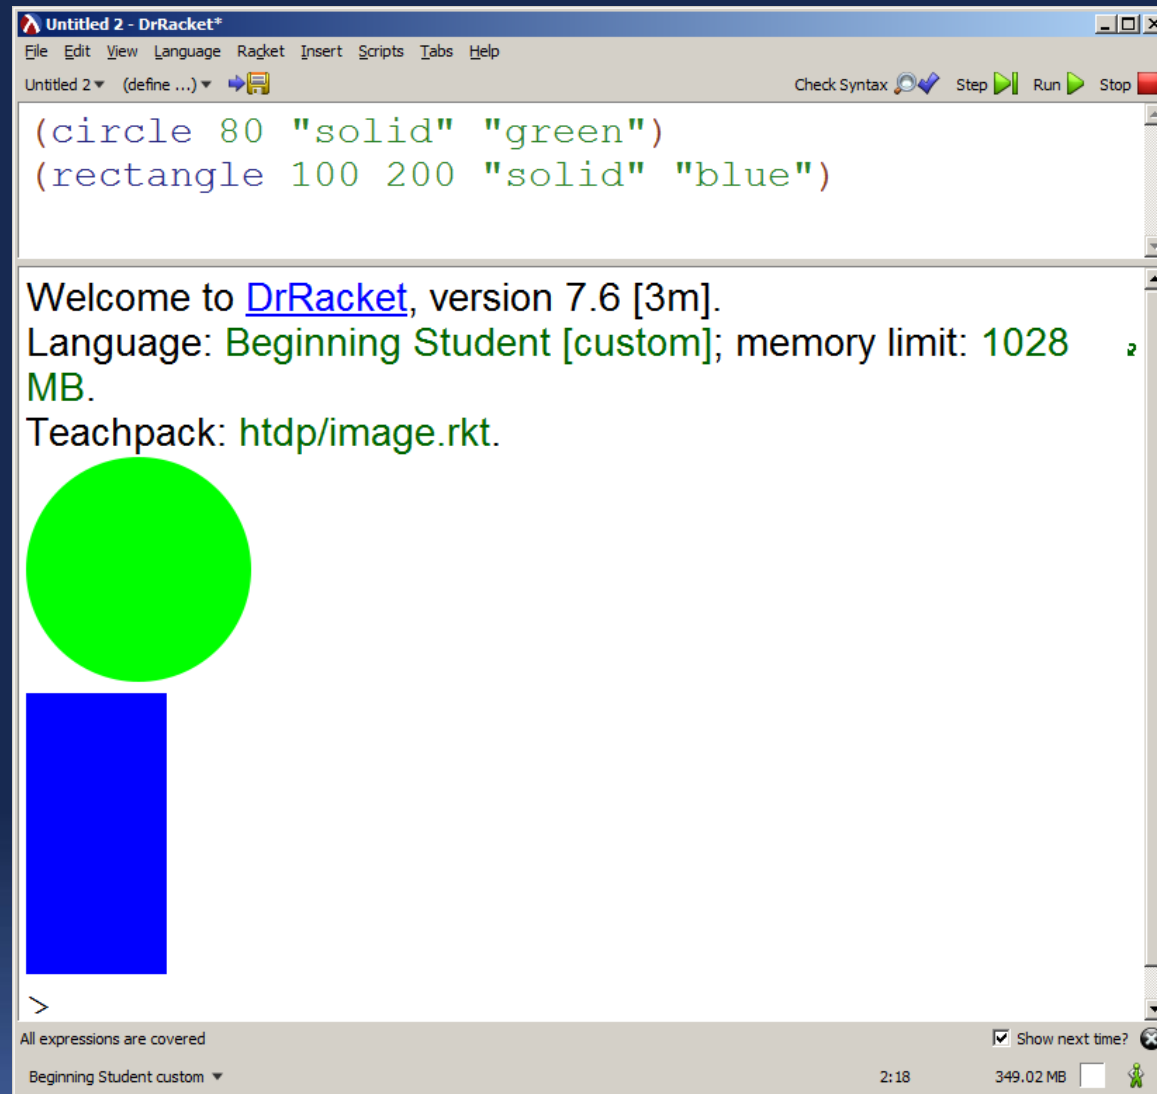 Untitled 2 - DrRacket*
File Edit View Language Racket Insert Scripts Tabs Help
Untitled 2 (define ...) Check Syntax Step Run Stop
(circle 80 "solid" "green")
(rectangle 100 200 "solid" "blue")
Welcome to DrRacket, version 7.6 [3m].
Language: Beginning Student [custom]; memory limit: 1028
MB.
Teachpack: htdp/image.rkt.
>
All expressions are covered Show next time?
Beginning Student custom 2:18 349.02 MB